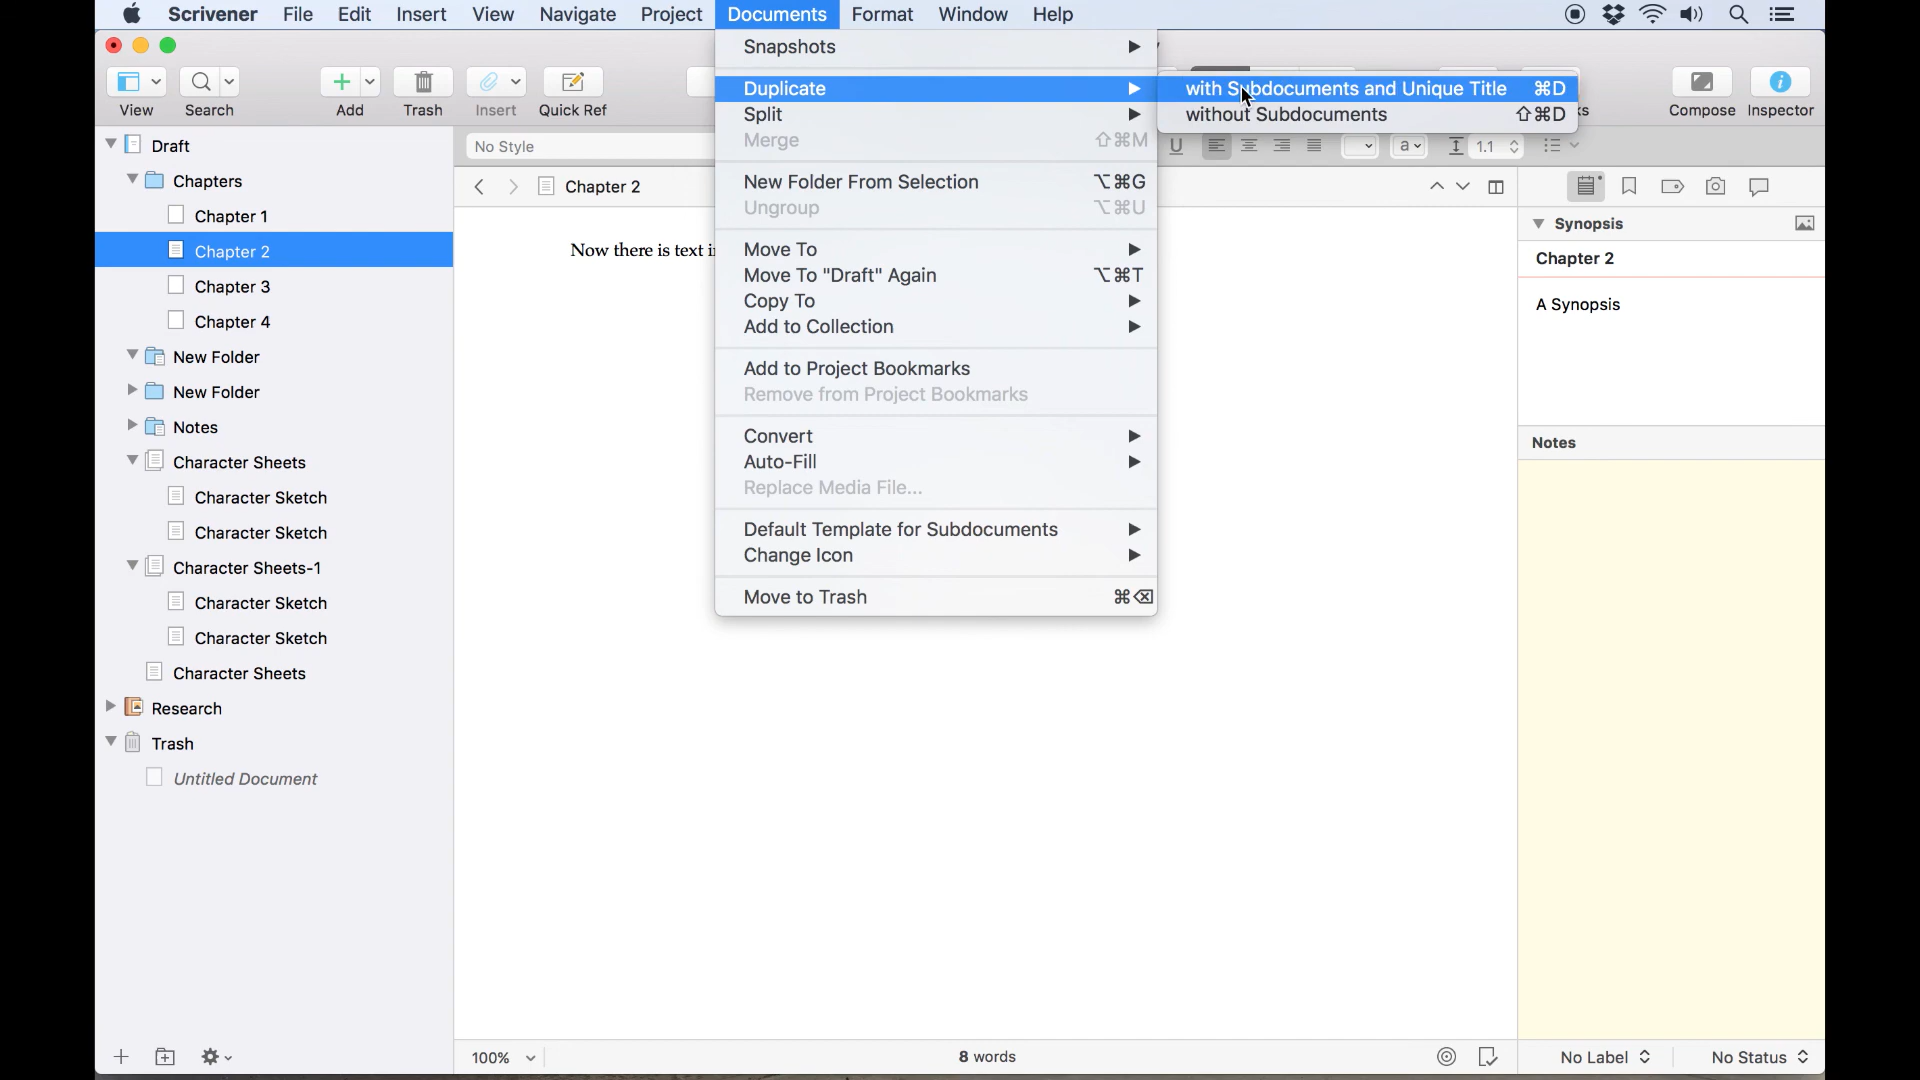 Scrivener File Edit Insert View Navigate Project Documents Format Window Help
View Search Add Trash Insert Quick Ref Compose Inspector
Snapshots
Duplicate
Split
Merge ⇧⌘M
New Folder From Selection ⌥⌘G
Ungroup ⌥⌘U
Move To
Move To "Draft" Again ⌥⌘T
Copy To
Add to Collection
Add to Project Bookmarks
Remove from Project Bookmarks
Convert
Auto-Fill
Replace Media File...
Default Template for Subdocuments
Change Icon
Move to Trash ⌘⌫
with Subdocuments and Unique Title ⌘D
without Subdocuments ⇧⌘D
No Style
U a 1.1
Draft
Chapters
Chapter 1
Chapter 2
Chapter 3
Chapter 4
New Folder
New Folder
Notes
Character Sheets
Character Sketch
Character Sketch
Character Sheets-1
Character Sketch
Character Sketch
Character Sheets
Research
Trash
Untitled Document
Chapter 2
Now there is text
Synopsis
Chapter 2
A Synopsis
Notes
100%
8 words
No Label
No Status